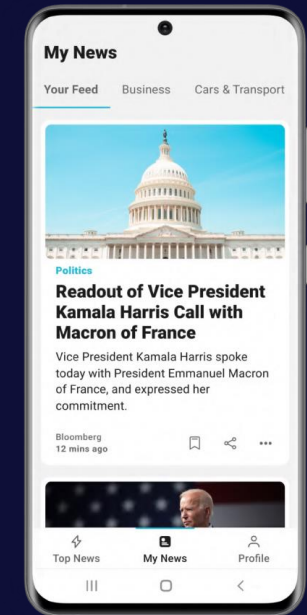 My News
Your Feed Business Cars & Transport
Politics
Readout of Vice President
Kamala Harris Call with
Macron of France
Vice President Kamala Harris spoke
today with President Emmanuel Macron
of France, and expressed her
commitment.
Bloomberg
12 mins ago
Top News My News Profile